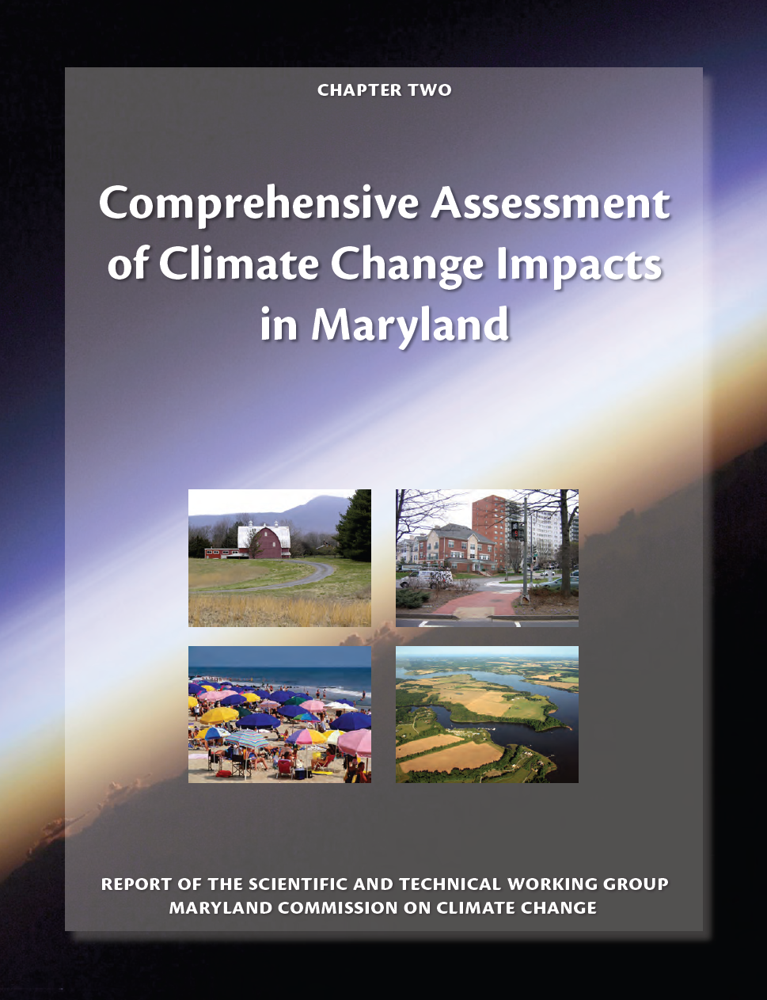 CHAPTER TWO
Comprehensive Assessment
of Climate Change Impacts
in Maryland
REPORT OF THE SCIENTIFIC AND TECHNICAL WORKING GROUP
MARYLAND COMMISSION ON CLIMATE CHANGE